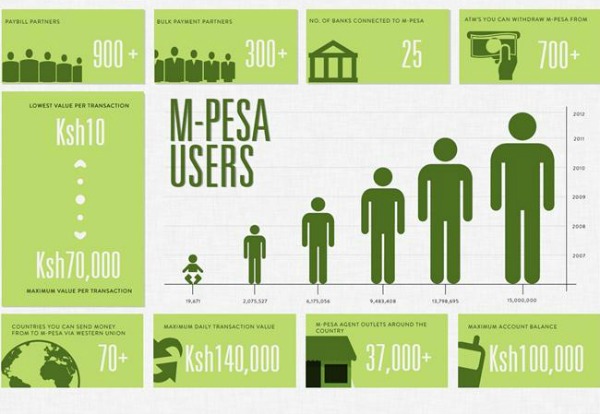 PAYBILL PARTNERS
900 +
BULK PAYMENT PARTNERS
300+
NO. OF BANKS CONNECTED TO M-PESA
25
ATM'S YOU CAN WITHDRAW M-PESA FROM
700+
LOWEST VALUE PER TRANSACTION
Ksh10
Ksh70,000
MAXIMUM VALUE PER TRANSACTION
M-PESA
USERS
2012
2011
2010
2009
2008
2007
19,671
2,075,527
6,175,056
9,480,408
13,798,695
15,000,000
COUNTRIES YOU CAN SEND MONEY
FROM TO M-PESA VIA WESTERN UNION
70+
MAXIMUM DAILY TRANSACTION VALUE
Ksh140,000
M-PESA AGENT OUTLETS AROUND THE
COUNTRY
37,000+
MAXIMUM ACCOUNT BALANCE
Ksh100,000